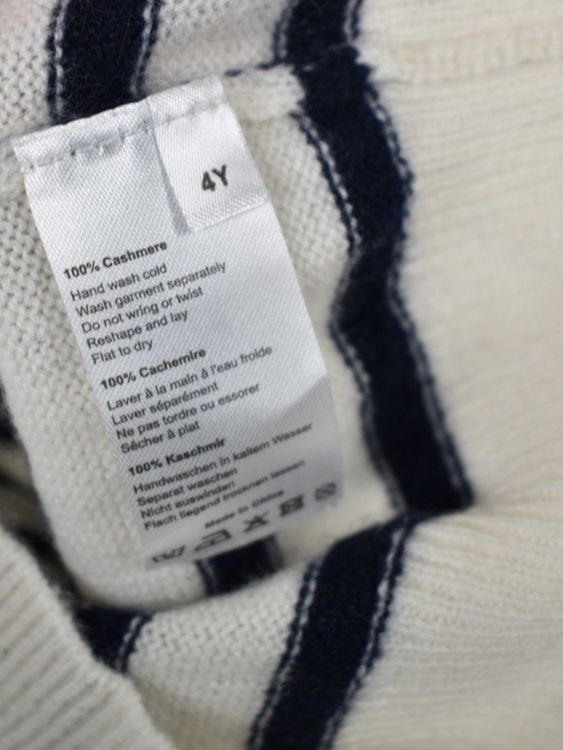 4Y
100% Cashmere
Hand wash cold
Wash garment separately
Do not wring or twist
Reshape and lay
Flat to dry
100% Cachemire
Laver à la main à l'eau froide
Laver séparément
Ne pas tordre ou essorer
Sécher à plat
100% Kaschmir
Handwaschen in kaltem Wasser
Separat waschen
Nicht auswinden
Flach liegend trocknen lassen
Made in China